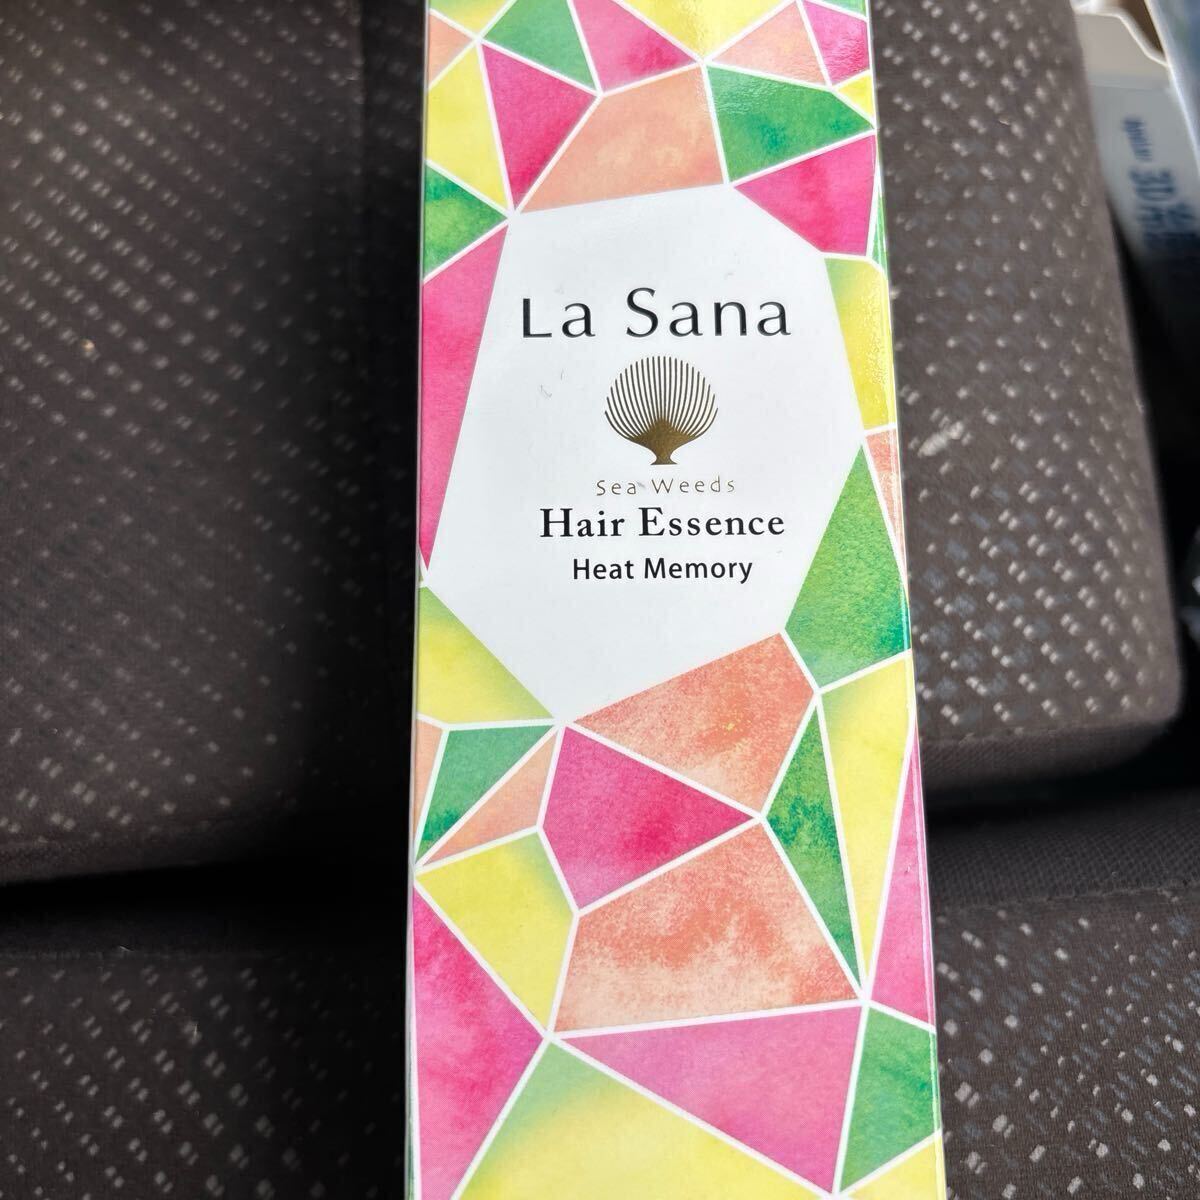 La Sana
Sea Weeds
Hair Essence
Heat Memory